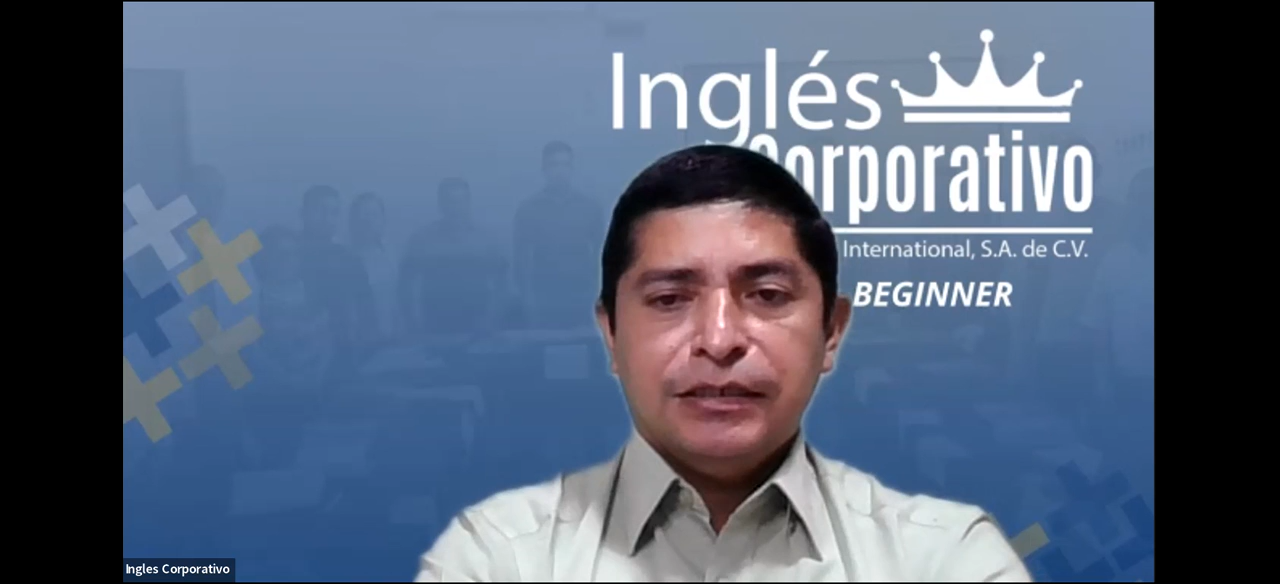 Inglés
Corporativo
International, S.A. de C.V.
BEGINNER
Ingles Corporativo